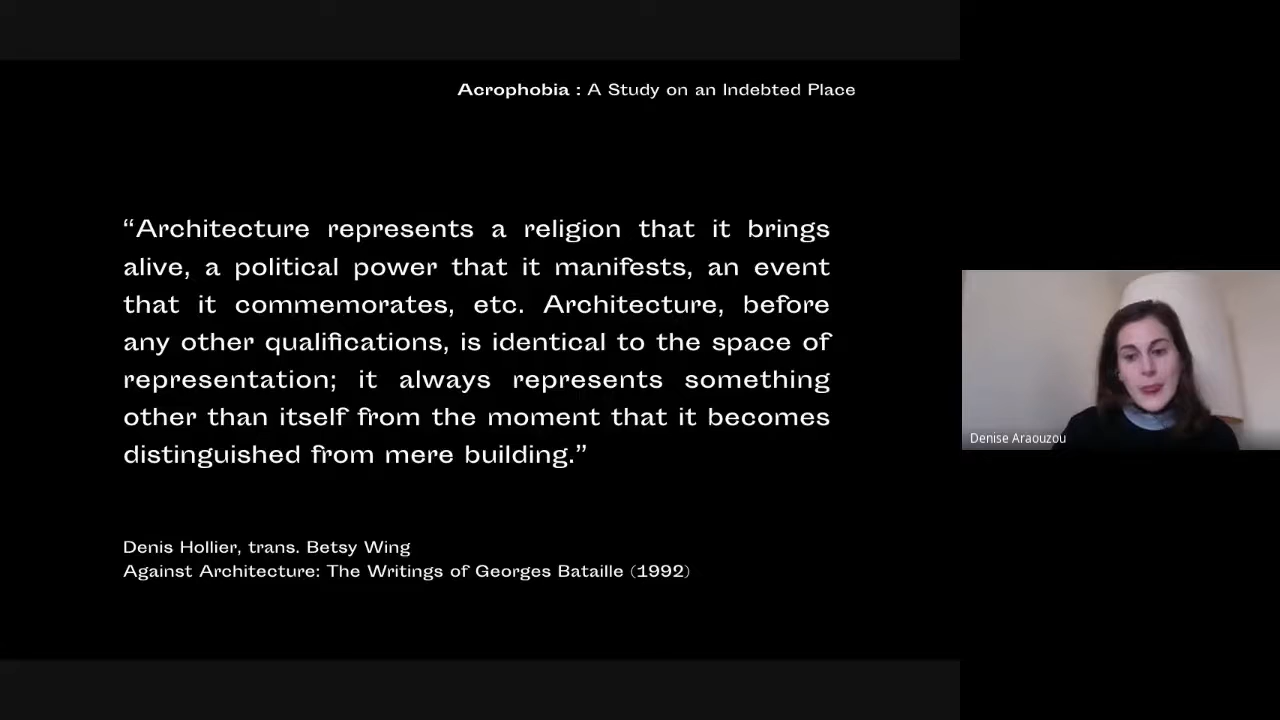 Acrophobia : A Study on an Indebted Place
“Architecture represents a religion that it brings
alive, a political power that it manifests, an event
that it commemorates, etc. Architecture, before
any other qualifications, is identical to the space of
representation; it always represents something
other than itself from the moment that it becomes
distinguished from mere building.”
Denis Hollier, trans. Betsy Wing
Against Architecture: The Writings of Georges Bataille (1992)
Denise Araouzou